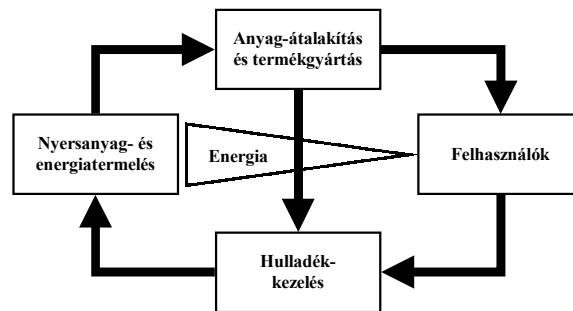 Anyag-átalakítás
és termékgyártás
Nyersanyag- és
energiatermelés
Energia
Felhasználók
Hulladék-
kezelés